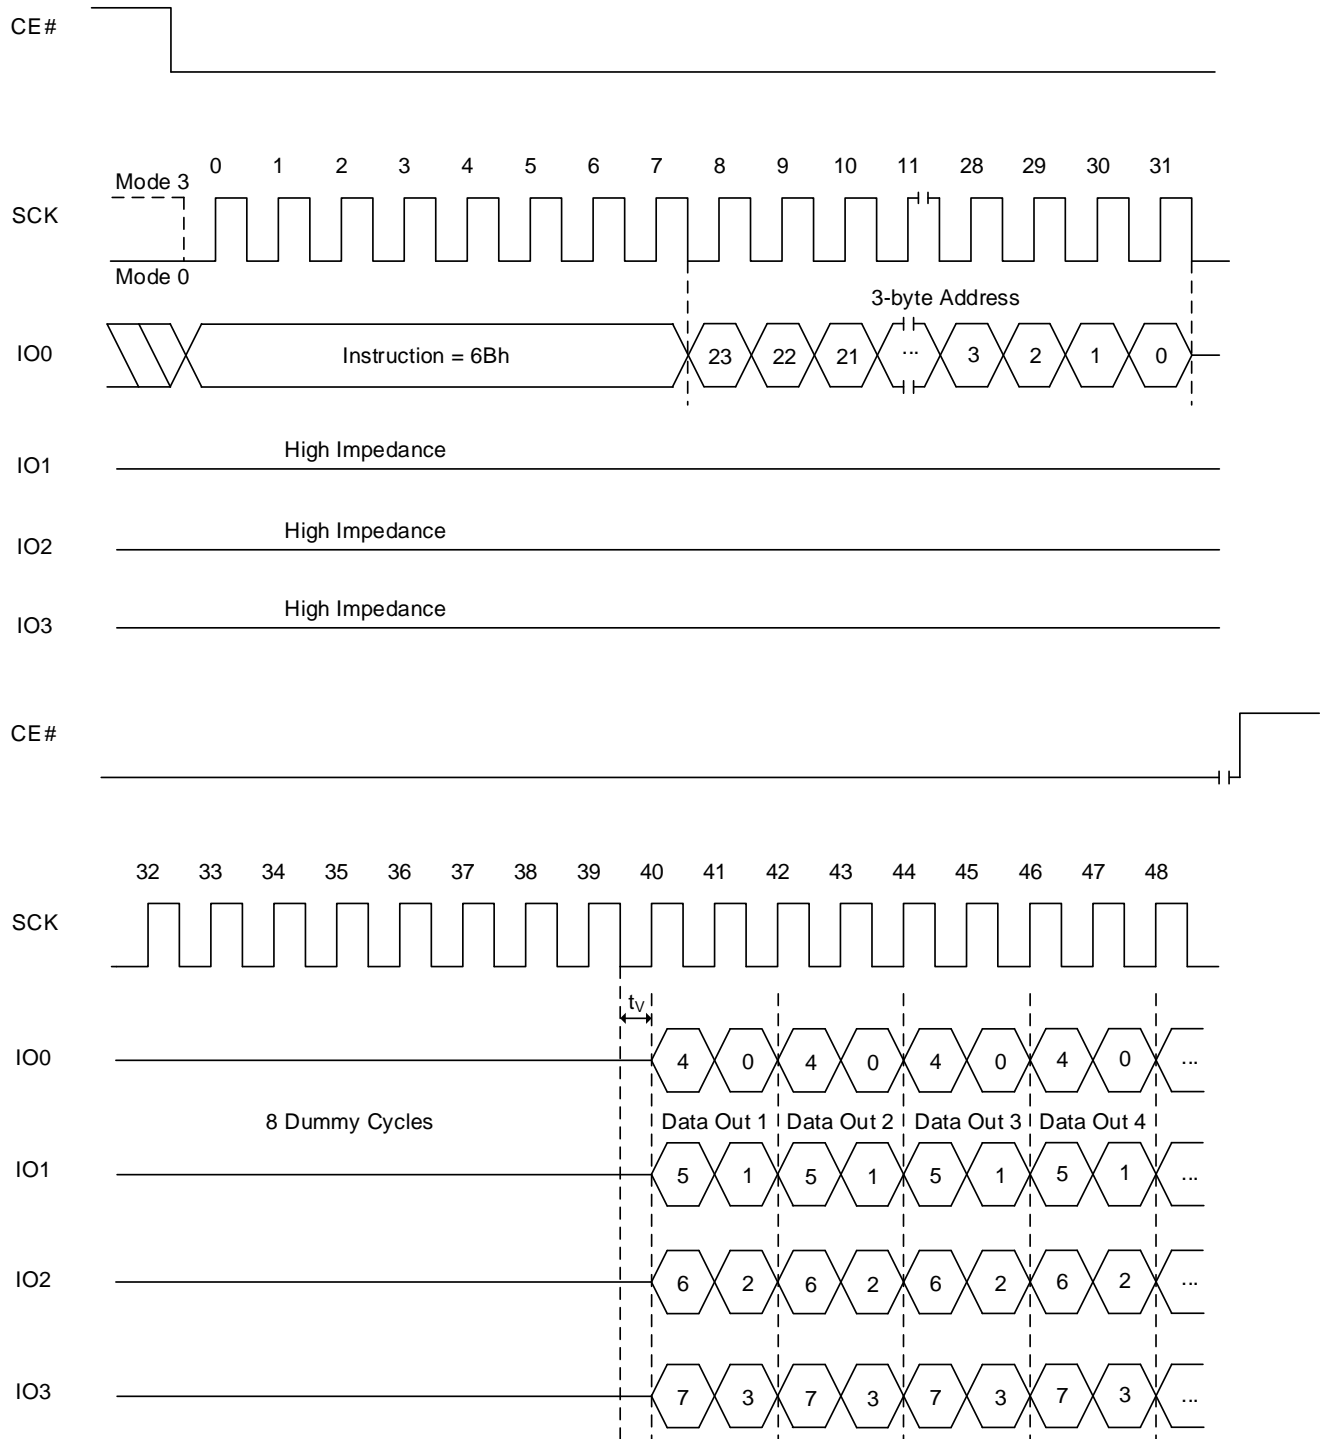 CE#
0 1 2 3 4 5 6 7 8 9 10 11 28 29 30 31
Mode 3
SCK
Mode 0
3-byte Address
IO0 Instruction = 6Bh 23 22 21 ... 3 2 1 0
High Impedance
IO1
High Impedance
IO2
High Impedance
IO3
CE#
32 33 34 35 36 37 38 39 40 41 42 43 44 45 46 47 48
SCK
tV
IO0 4 0 4 0 4 0 4 0 ...
8 Dummy Cycles Data Out 1 Data Out 2 Data Out 3 Data Out 4
IO1 5 1 5 1 5 1 5 1 ...
IO2 6 2 6 2 6 2 6 2 ...
IO3 7 3 7 3 7 3 7 3 ...